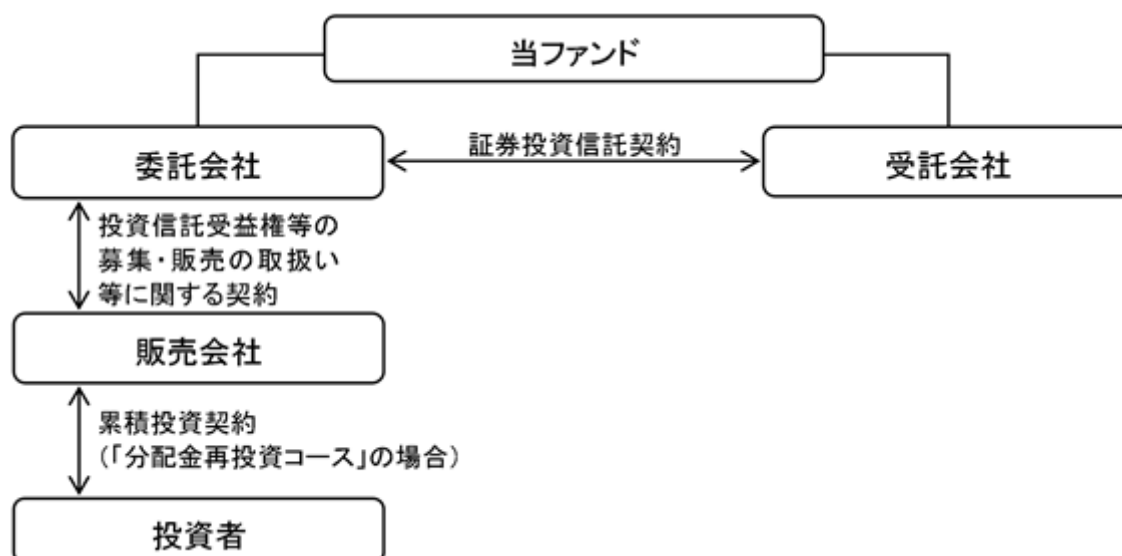 当ファンド
委託会社
証券投資信託契約
受託会社
投資信託受益権等の
募集・販売の取扱い
等に関する契約
販売会社
累積投資契約
(「分配金再投資コース」の場合)
投資者